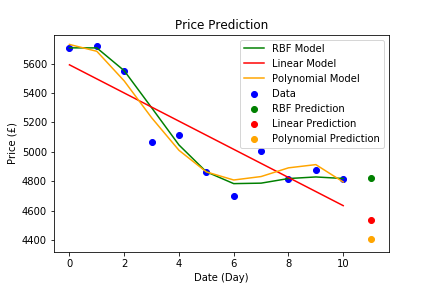 Price Prediction
RBF Model
Linear Model
Polynomial Model
Data
RBF Prediction
Linear Prediction
Polynomial Prediction
Price (£)
5600
5400
5200
5000
4800
4600
4400
0 2 4 6 8 10
Date (Day)